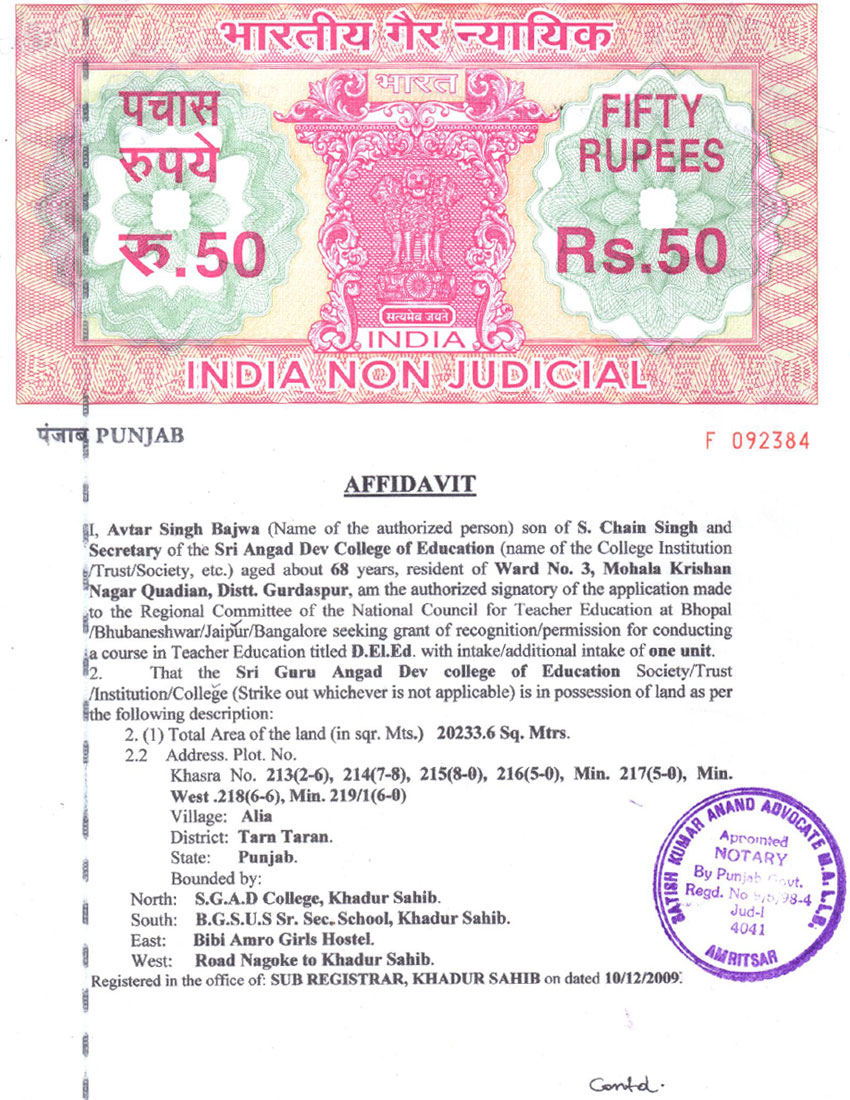 भारतीय गैर न्यायिक
भारत
पचास
रुपये
रु.50
FIFTY
RUPEES
Rs.50
सत्यमेव जयते
INDIA
INDIA NON JUDICIAL
पंजाब PUNJAB
F 092384
AFFIDAVIT
I, Avtar Singh Bajwa (Name of the authorized person) son of S. Chain Singh and
Secretary of the Sri Angad Dev College of Education (name of the College Institution
/Trust/Society, etc.) aged about 68 years, resident of Ward No. 3, Mohala Krishan
Nagar Quadian, Distt. Gurdaspur, am the authorized signatory of the application made
to the Regional Committee of the National Council for Teacher Education at Bhopal
/Bhubaneshwar/Jaipur/Bangalore seeking grant of recognition/permission for conducting
a course in Teacher Education titled D.El.Ed. with intake/additional intake of one unit.
2. That the Sri Guru Angad Dev college of Education Society/Trust
/Institution/College (Strike out whichever is not applicable) is in possession of land as per
the following description:
2. (1) Total Area of the land (in sqr. Mts.) 20233.6 Sq. Mtrs.
2.2 Address. Plot. No.
Khasra No. 213(2-6), 214(7-8), 215(8-0), 216(5-0), Min. 217(5-0), Min.
West .218(6-6), Min. 219/1(6-0)
Village: Alia
District: Tarn Taran.
State: Punjab.
Bounded by:
North: S.G.A.D College, Khadur Sahib.
South: B.G.S.U.S Sr. Sec. School, Khadur Sahib.
East: Bibi Amro Girls Hostel.
West: Road Nagoke to Khadur Sahib.
Registered in the office of: SUB REGISTRAR, KHADUR SAHIB on dated 10/12/2009.
SATISH KUMAR ANAND ADVOCATE M.A.L.L.B.
Appointed
NOTARY
By Punjab Govt.
Regd. No
98-4
Jud-I
4041
AMRITSAR
Contd.